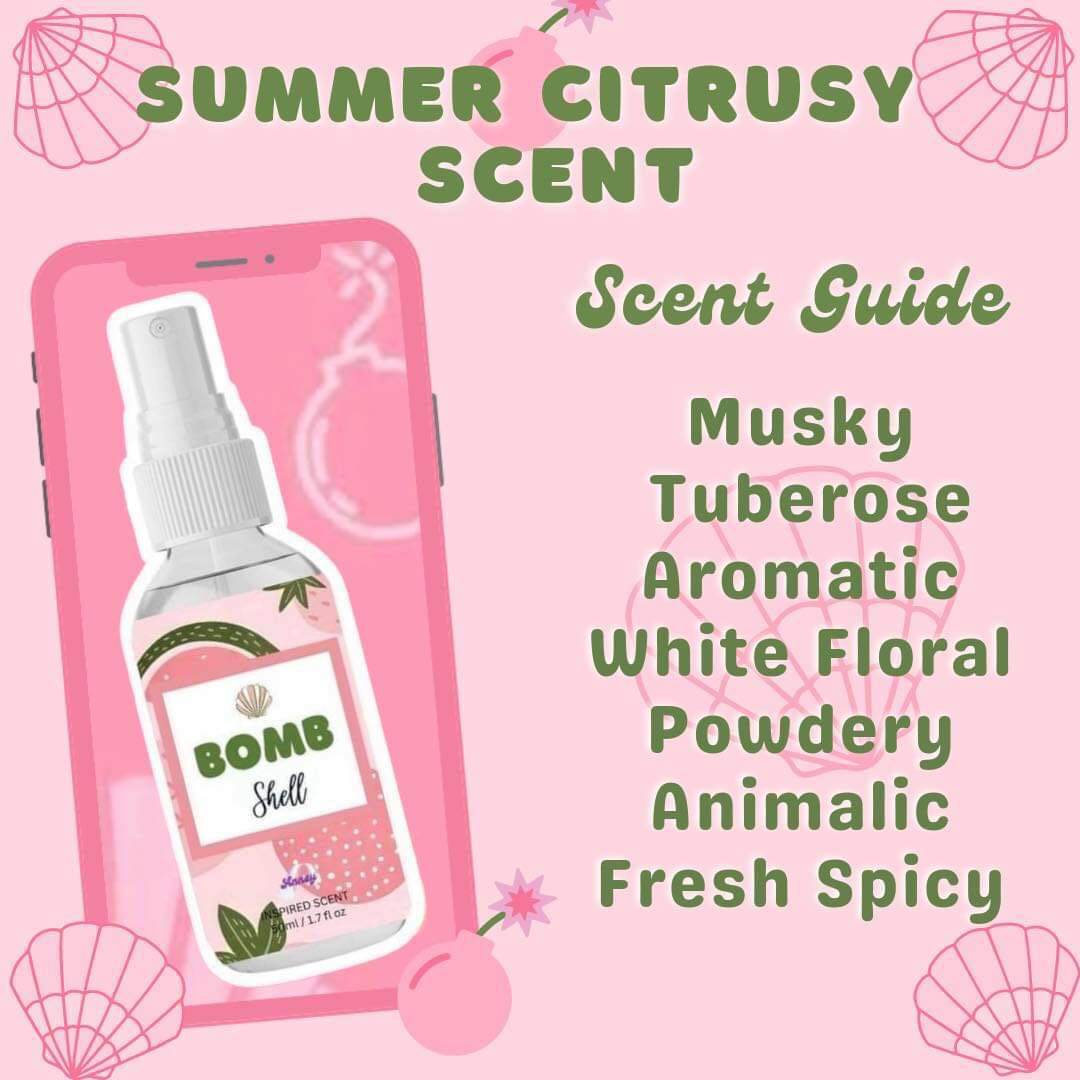 SUMMER CITRUSY
SCENT
Scent Guide
Musky
Tuberose
Aromatic
White Floral
Powdery
Animalic
Fresh Spicy
BOMB
Shell
INSPIRED SCENT
50ml / 1.7 fl oz